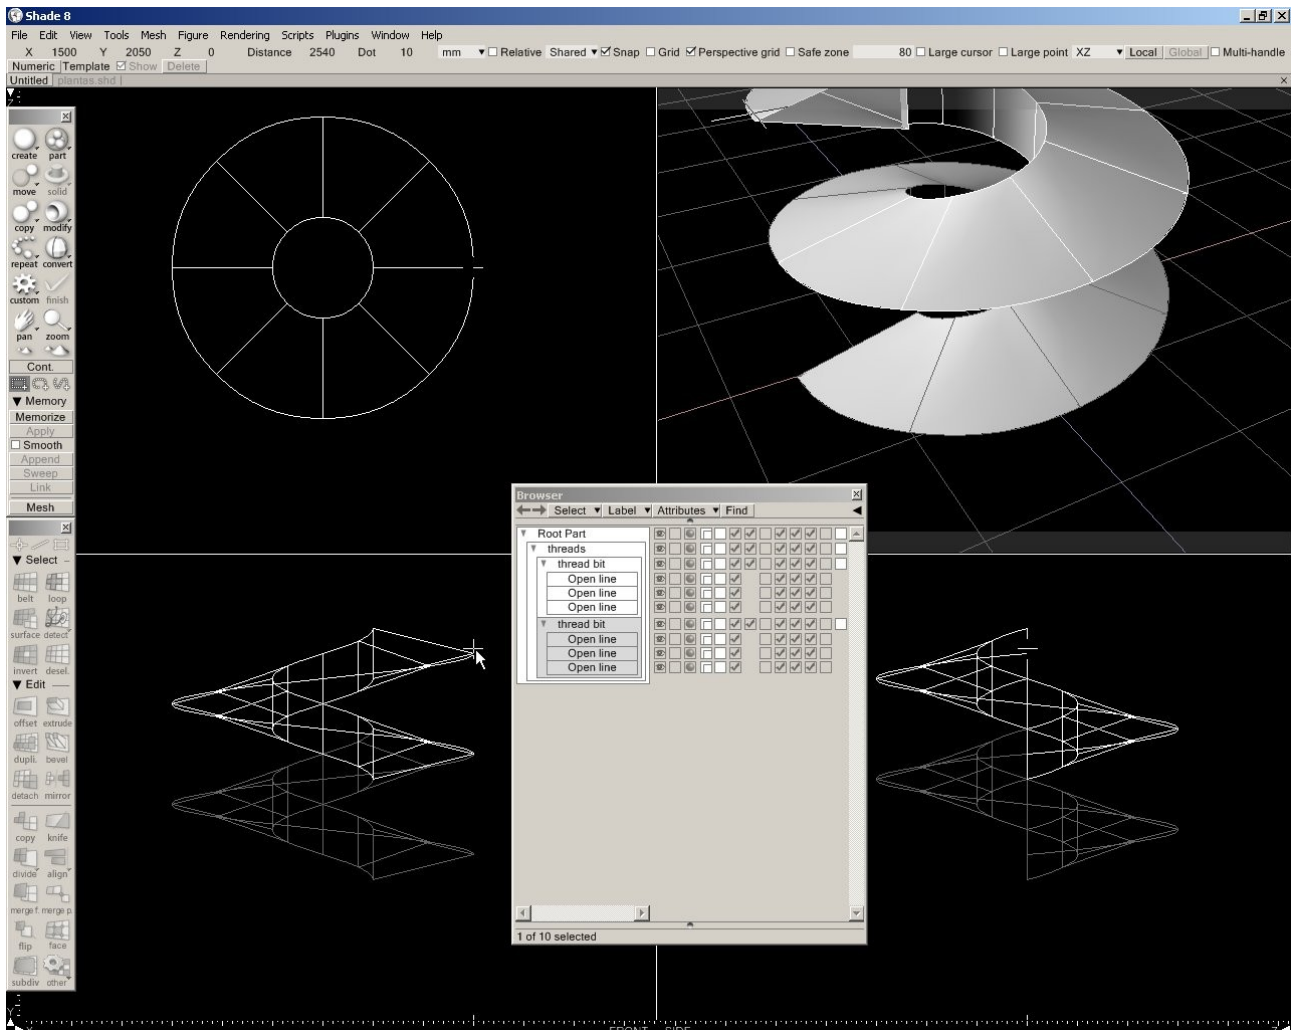 Shade 8
File Edit View Tools Mesh Figure Rendering Scripts Plugins Window Help
X 1500 Y 2050 Z 0 Distance 2540 Dot 10 mm Relative Shared Snap Grid Perspective grid Safe zone 80 Large cursor Large point XZ Local Global Multi-handle
Numeric Template Show Delete
Untitled plantas.shd
create part
move solid
copy modify
repeat convert
custom finish
pan zoom
Cont.
Memory
Memorize
Apply
Smooth
Append
Sweep
Link
Mesh
Select
belt loop
surface detect
invert desel.
Edit
offset extrude
dupli. bevel
detach mirror
copy knife
divide align
merge f. merge p.
flip face
subdiv other
Browser
Select Label Attributes Find
Root Part
threads
thread bit
Open line
Open line
Open line
thread bit
Open line
Open line
Open line
1 of 10 selected
FRONT SIDE